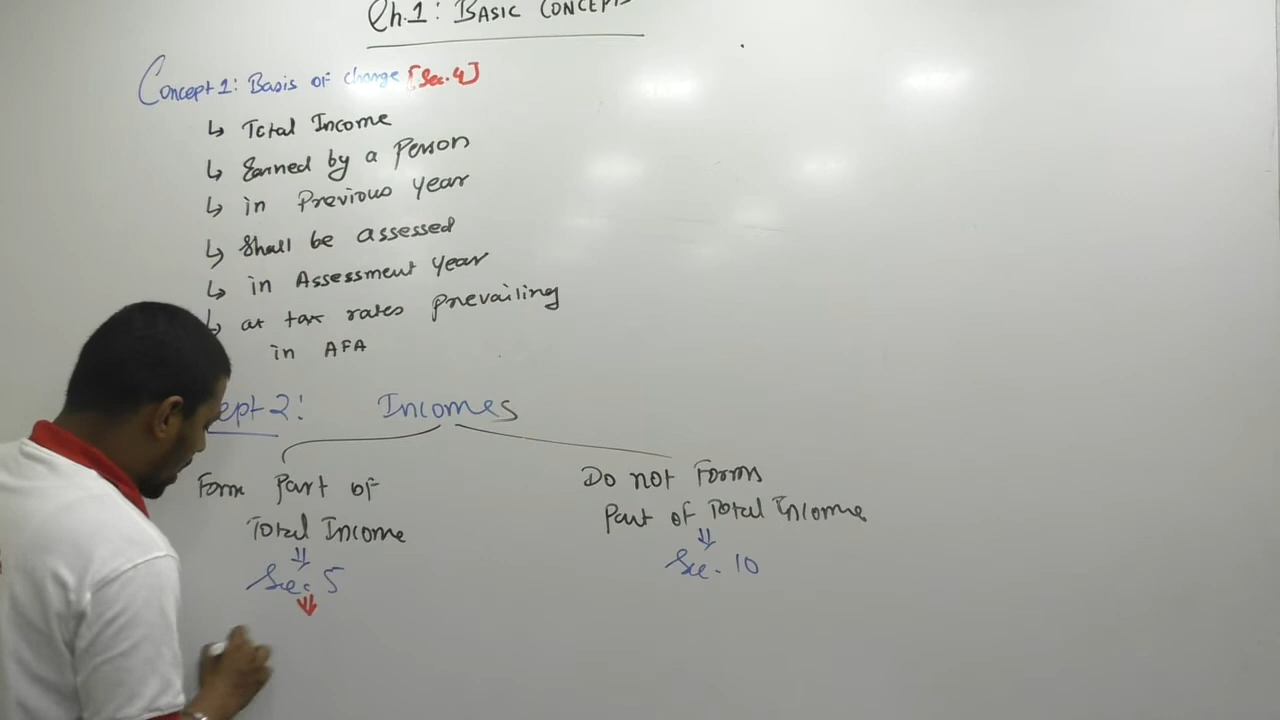 Ch.1: BASIC CONCEPTS
Concept 1: Basis of charge [Sec. 4]
↳ Total Income
↳ Earned by a Person
↳ in Previous year
↳ Shall be assessed
↳ in Assessment year
↳ at tax rates prevailing
in AFA
cept 2: Incomes
Form Part of
Total Income
Sec. 5
Do not Forms
Part of Total Income
Sec. 10